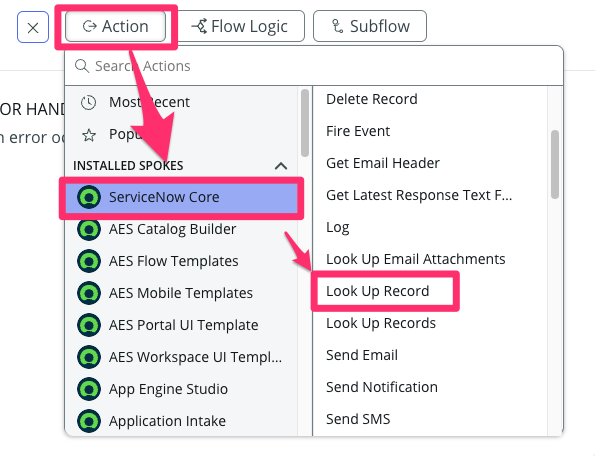 Action
Flow Logic
Subflow
Search Actions
OR HAND
n error oc
Most Recent
Popu
INSTALLED SPOKES
ServiceNow Core
AES Catalog Builder
AES Flow Templates
AES Mobile Templates
AES Portal UI Template
AES Workspace UI Templ...
App Engine Studio
Application Intake
Delete Record
Fire Event
Get Email Header
Get Latest Response Text F...
Log
Look Up Email Attachments
Look Up Record
Look Up Records
Send Email
Send Notification
Send SMS